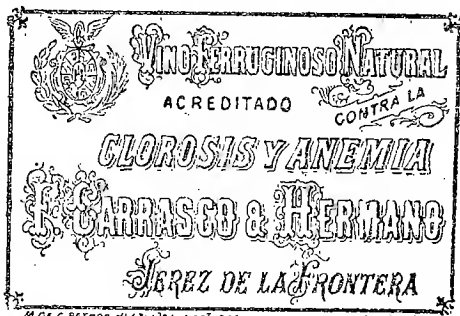 VINO FERRUGINOSO NATURAL
ACREDITADO
CONTRA LA
CLOROSIS Y ANEMIA
F. CARRASCO & HERMANO
JEREZ DE LA FRONTERA